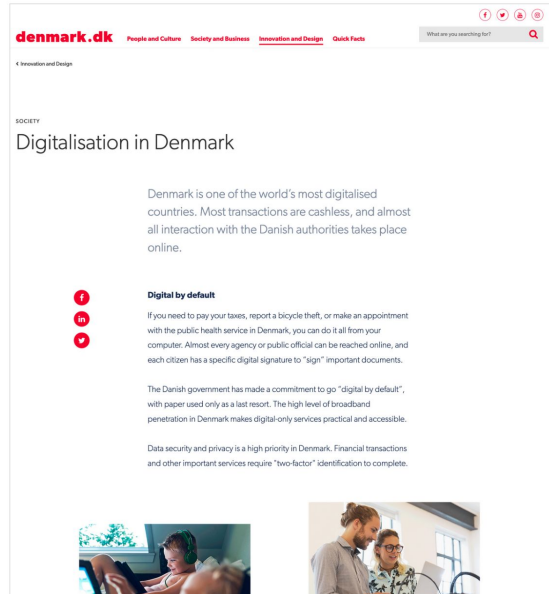 denmark.dk
People and Culture Society and Business Innovation and Design Quick Facts
What are you searching for?
Innovation and Design
SOCIETY
Digitalisation in Denmark
Denmark is one of the world's most digitalised
countries. Most transactions are cashless, and almost
all interaction with the Danish authorities takes place
online.
Digital by default
If you need to pay your taxes, report a bicycle theft, or make an appointment
with the public health service in Denmark, you can do it all from your
computer. Almost every agency or public official can be reached online, and
each citizen has a specific digital signature to "sign" important documents.
The Danish government has made a commitment to go "digital by default",
with paper used only as a last resort. The high level of broadband
penetration in Denmark makes digital-only services practical and accessible.
Data security and privacy is a high priority in Denmark. Financial transactions
and other important services require "two-factor" identification to complete.